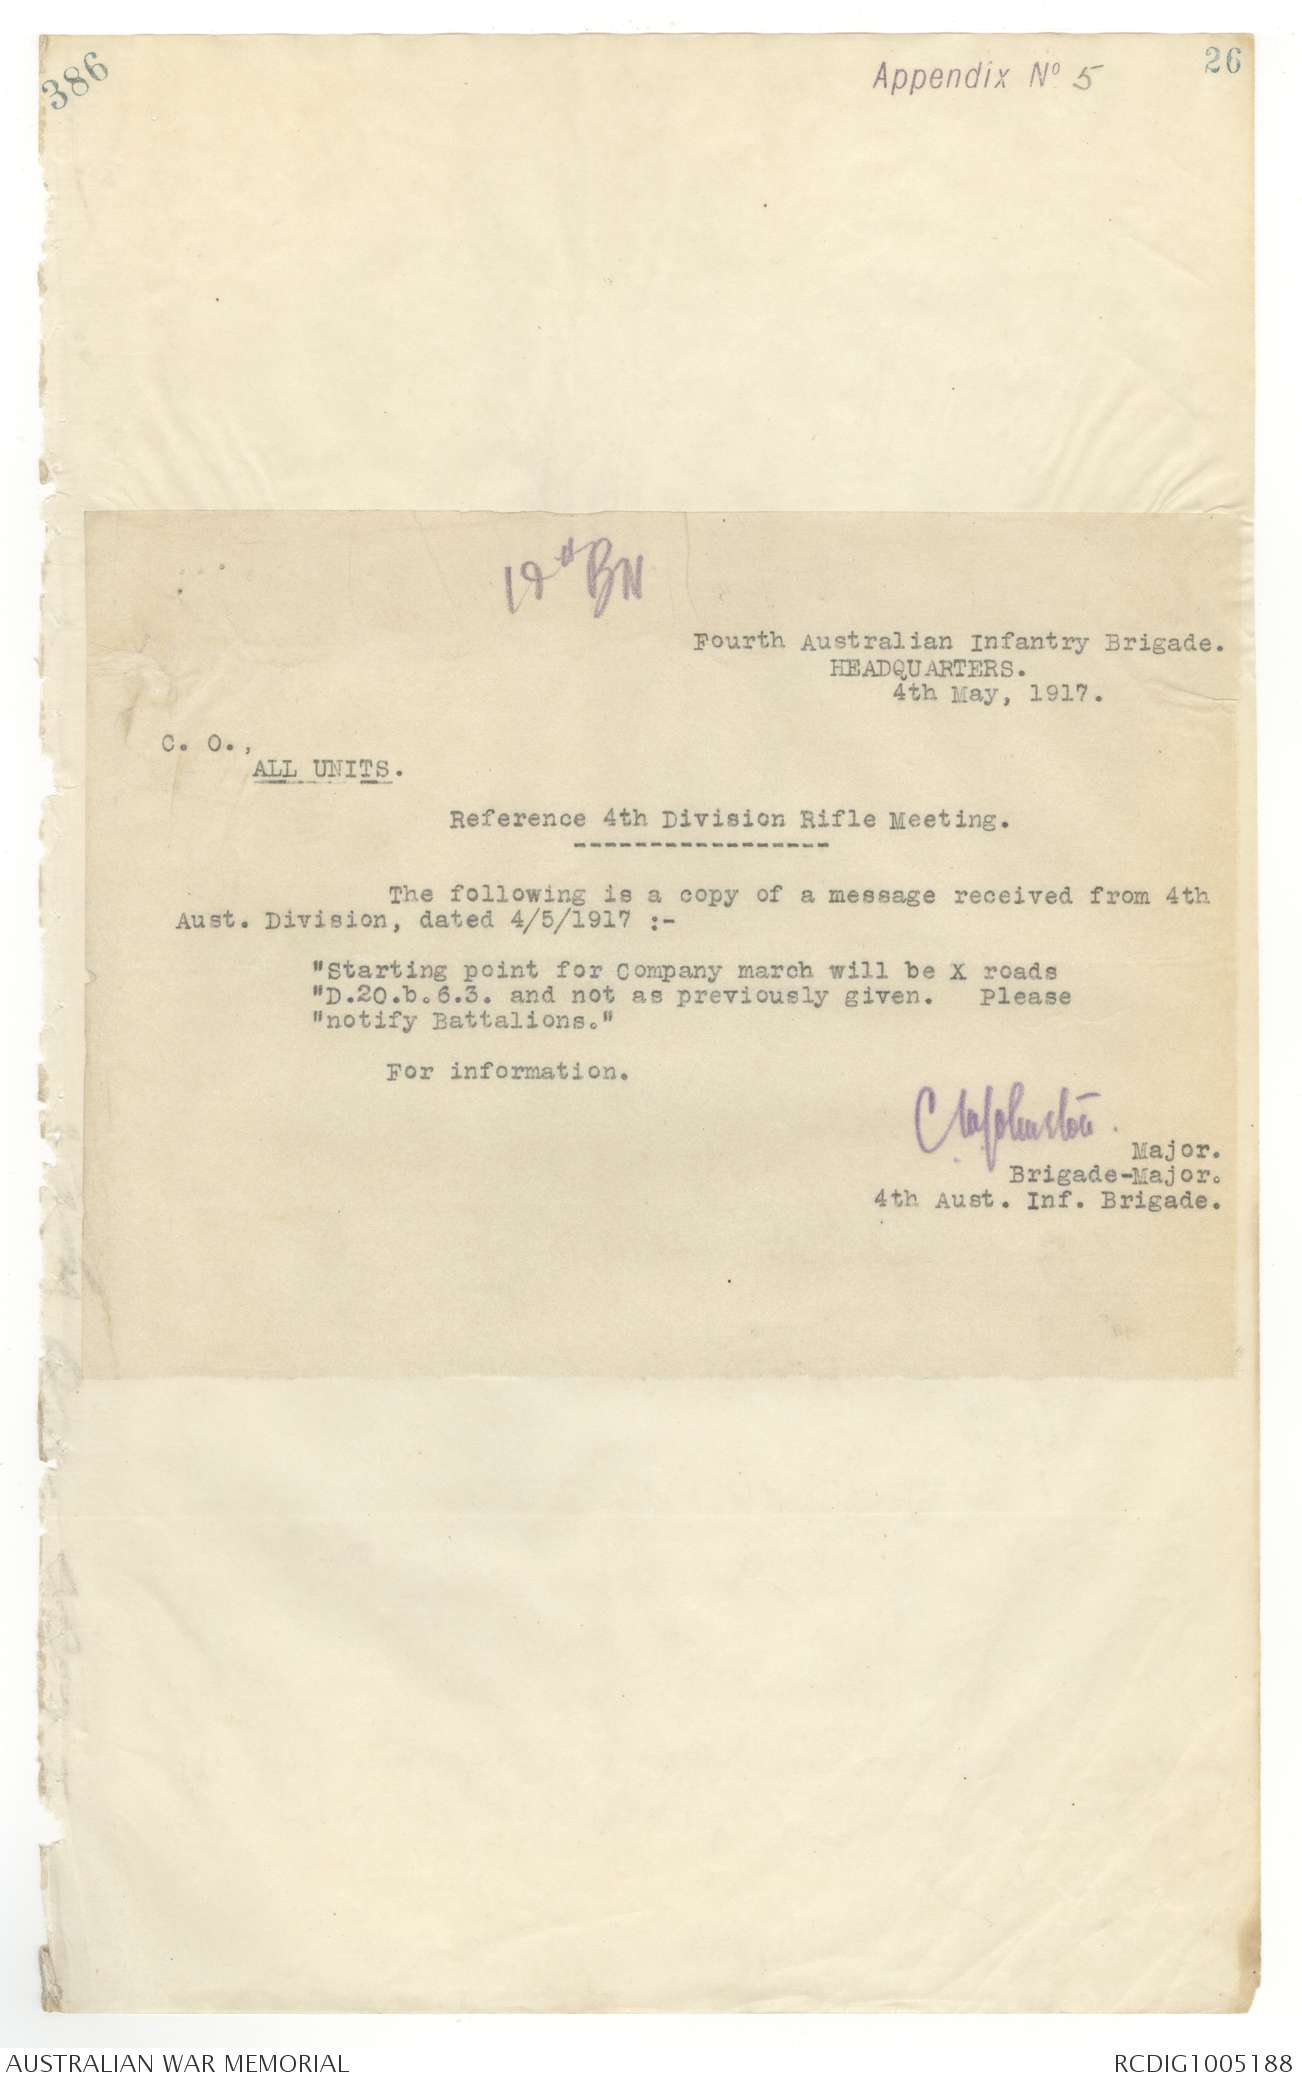 386
Appendix Nº 5
26
Fourth Australian Infantry Brigade.
HEADQUARTERS.
4th May, 1917.
C. O.,
ALL UNITS.
Reference 4th Division Rifle Meeting.
-----------------
The following is a copy of a message received from 4th
Aust. Division, dated 4/5/1917 :-
"Starting point for Company march will be X roads
"D.20.b.6.3. and not as previously given. Please
"notify Battalions."
For information.
Johnston.
Major.
Brigade-Major.
4th Aust. Inf. Brigade.
AUSTRALIAN WAR MEMORIAL
RCDIG1005188